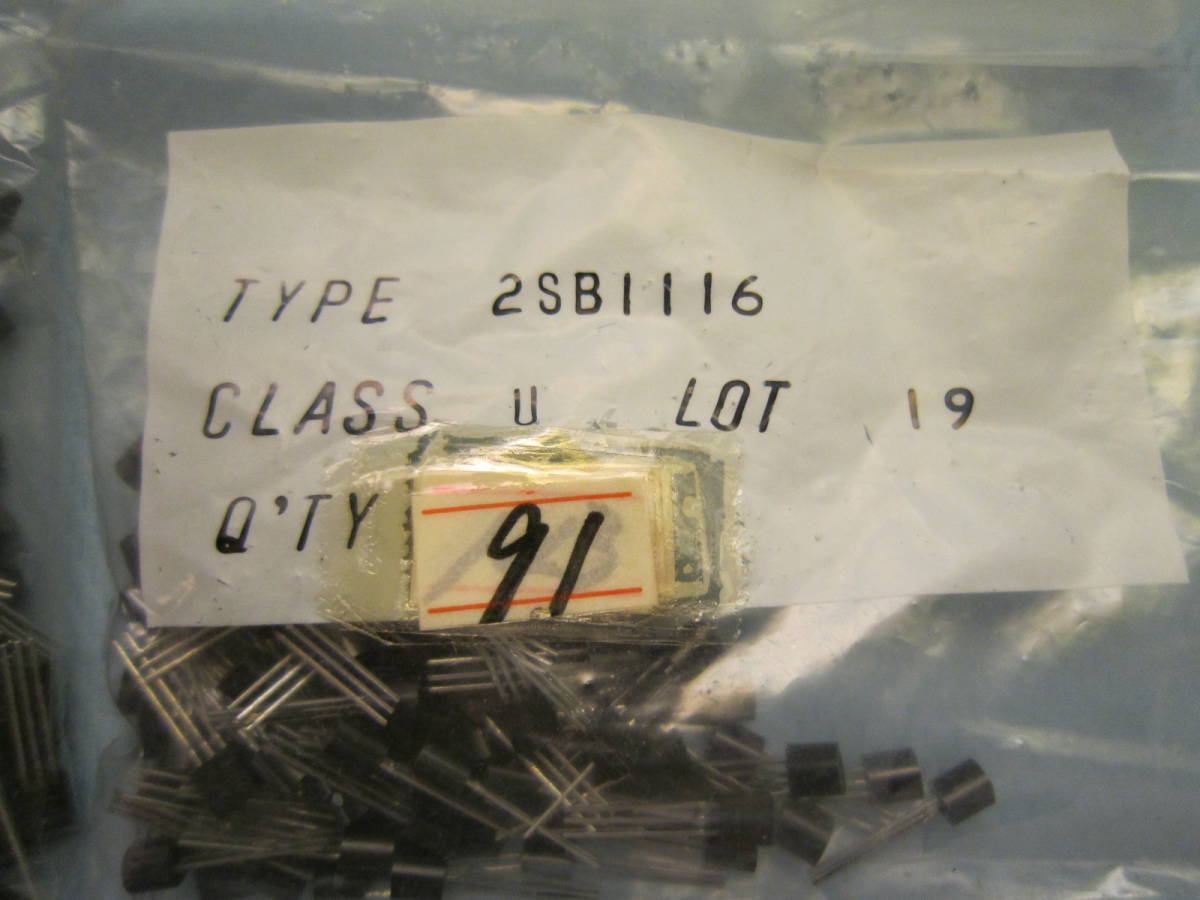 TYPE 2SB1116
CLASS U LOT 19
Q'TY 91